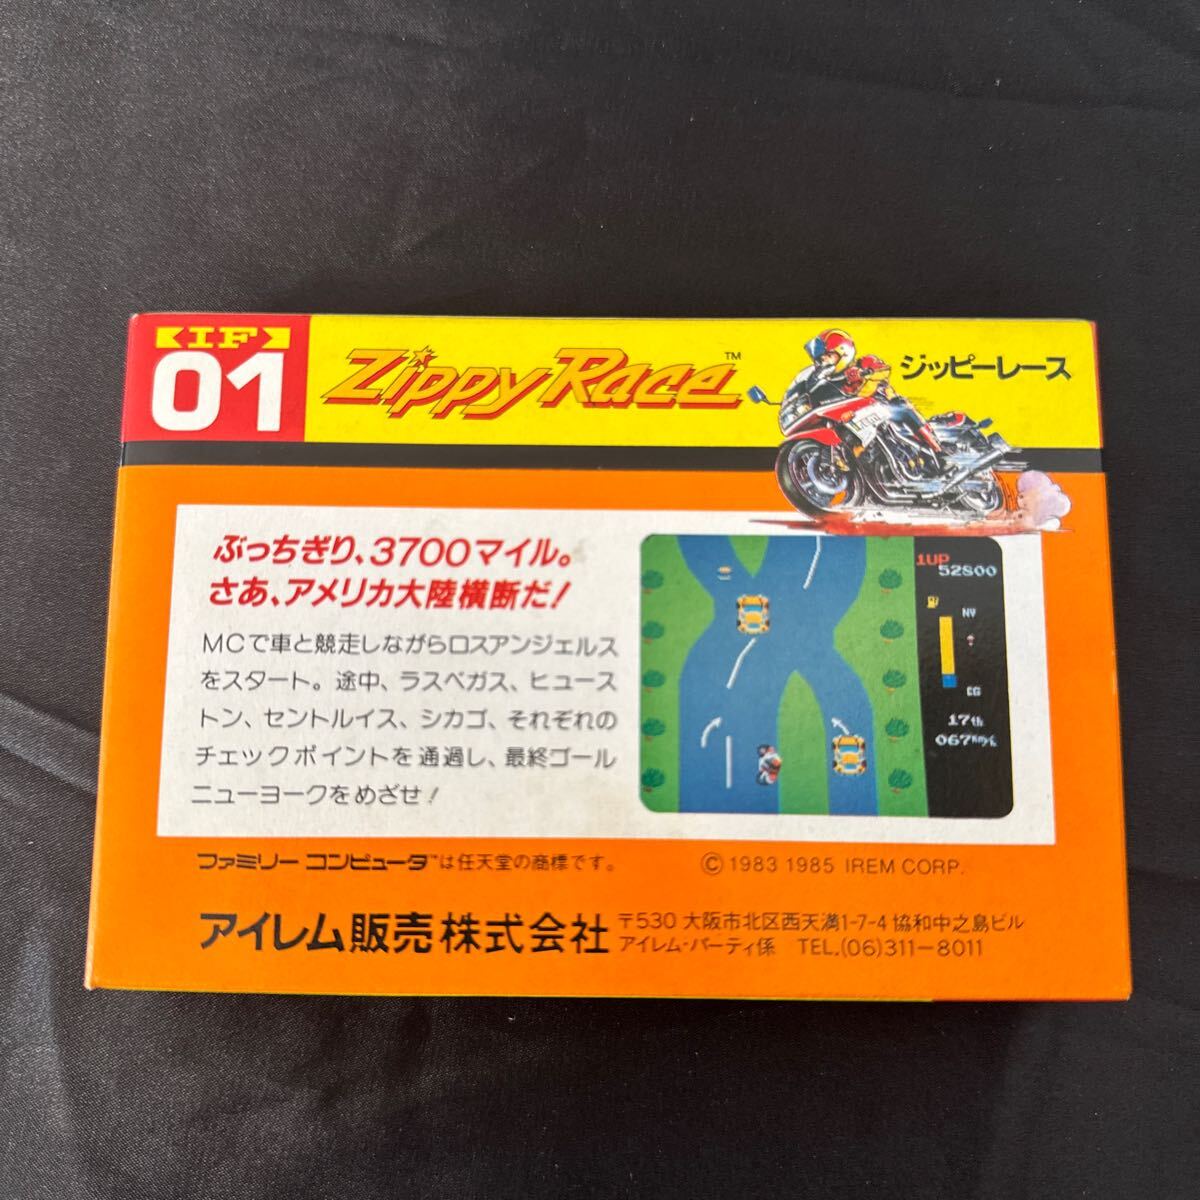 IF
01
Zippy Race™
ジッピーレース
ぶっちぎり、3700マイル。
さあ、アメリカ大陸横断だ!
MCで車と競走しながらロスアンジェルス
をスタート。途中、ラスベガス、ヒュース
トン、セントルイス、シカゴ、それぞれの
チェックポイントを通過し、最終ゴール
ニューヨークをめざせ!
1UP
52800
NY
CG
17th
067Km/h
ファミリー コンピュータ™は任天堂の商標です。
© 1983 1985 IREM CORP.
アイレム販売株式会社
〒530 大阪市北区西天満1-7-4 協和中之島ビル
アイレム・パーティ係 TEL.(06)311-8011